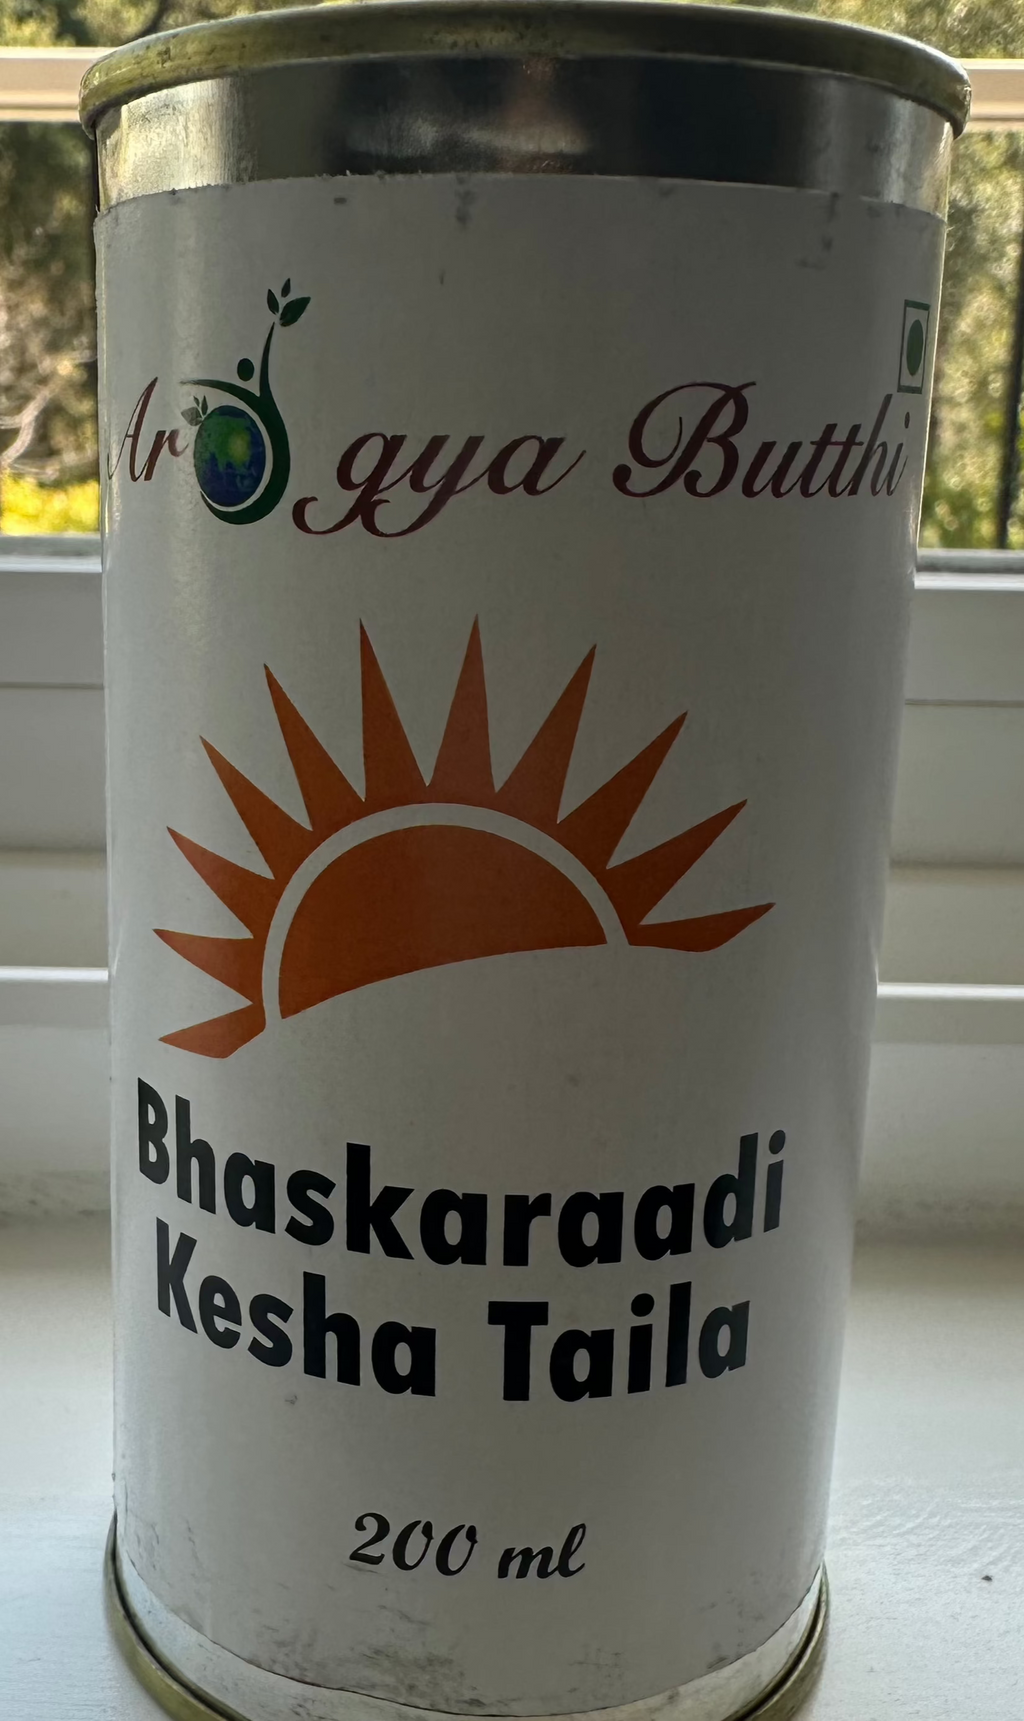 Arogya Butthi
Bhaskaraadi
Kesha Taila
200 ml